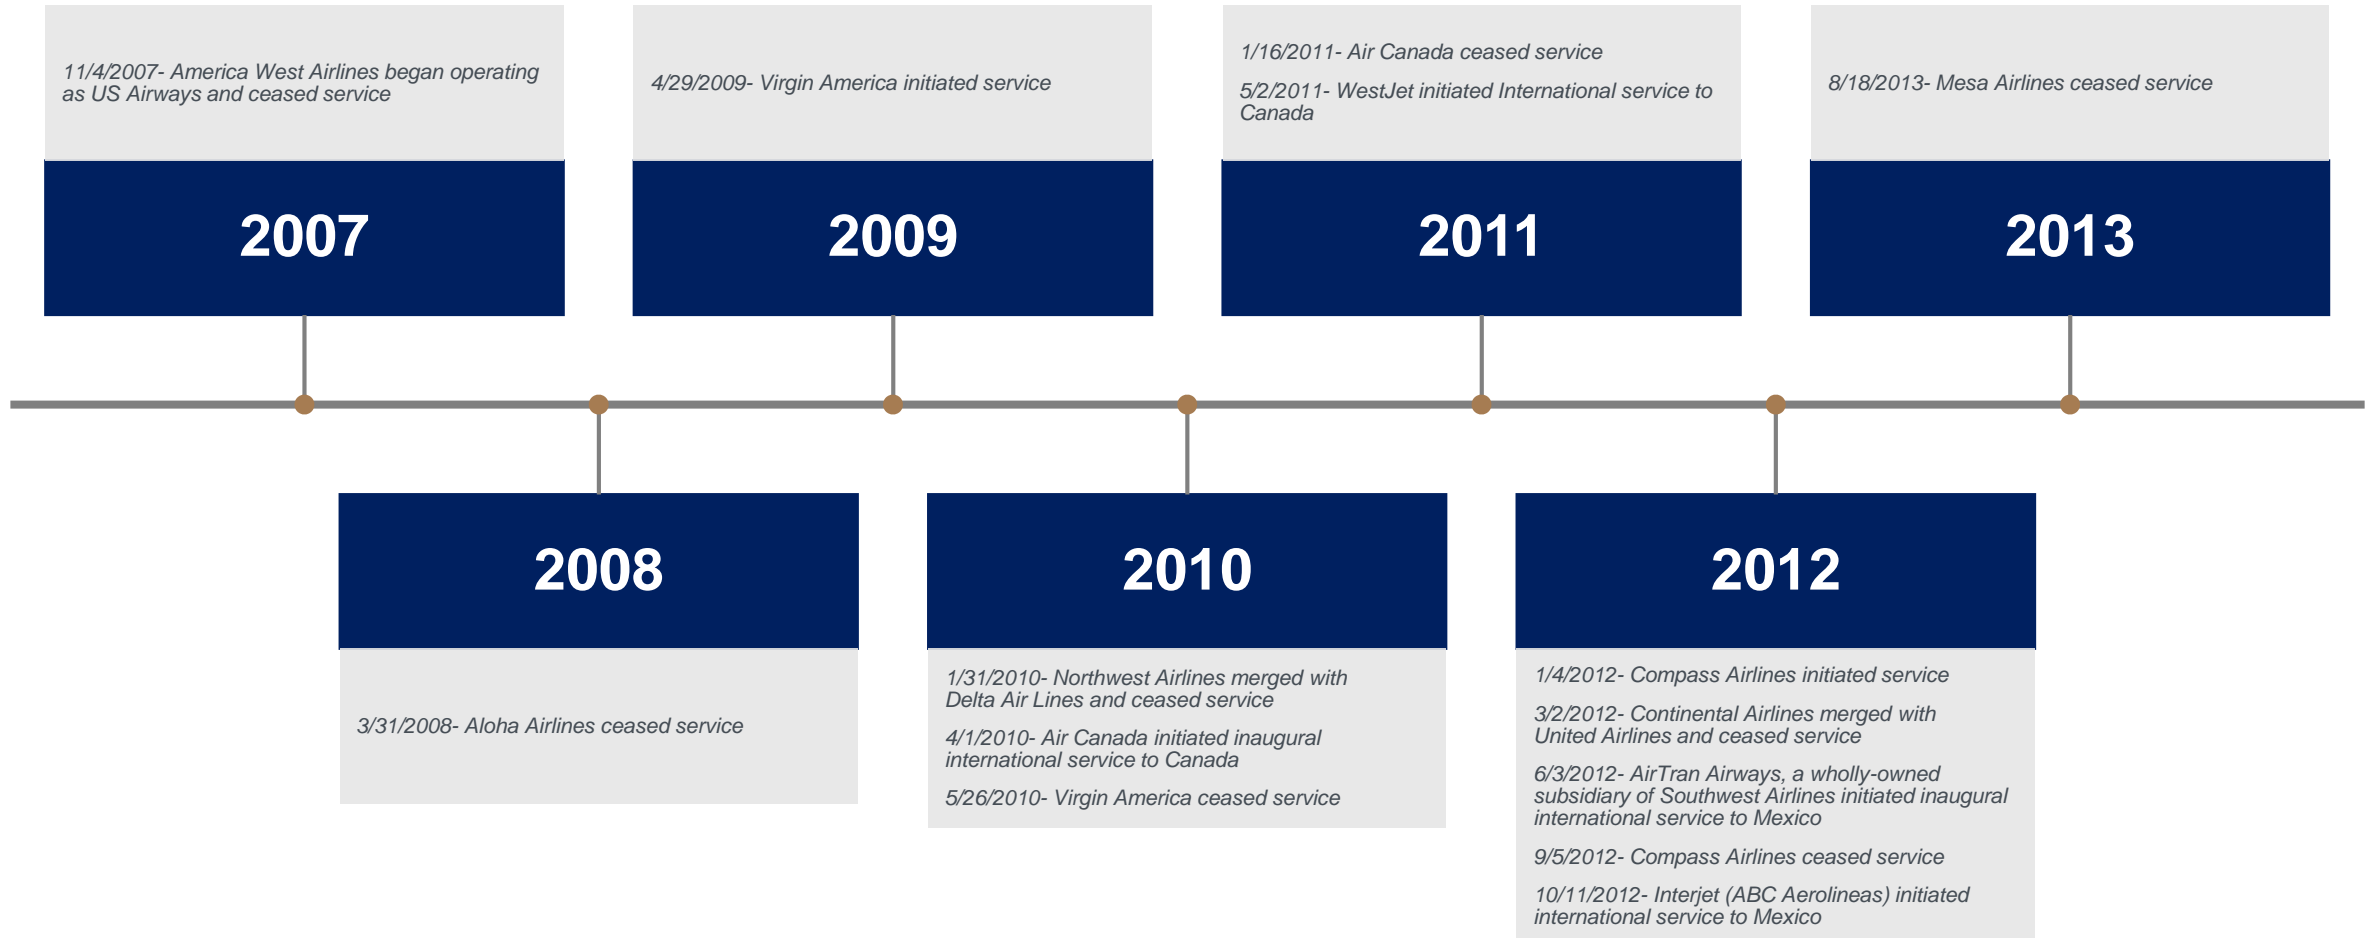 11/4/2007- America West Airlines began operating
as US Airways and ceased service
2007
4/29/2009- Virgin America initiated service
2009
1/16/2011- Air Canada ceased service
5/2/2011- WestJet initiated International service to
Canada
2011
8/18/2013- Mesa Airlines ceased service
2013
2008
3/31/2008- Aloha Airlines ceased service
2010
1/31/2010- Northwest Airlines merged with
Delta Air Lines and ceased service
4/1/2010- Air Canada initiated inaugural
international service to Canada
5/26/2010- Virgin America ceased service
2012
1/4/2012- Compass Airlines initiated service
3/2/2012- Continental Airlines merged with
United Airlines and ceased service
6/3/2012- AirTran Airways, a wholly-owned
subsidiary of Southwest Airlines initiated inaugural
international service to Mexico
9/5/2012- Compass Airlines ceased service
10/11/2012- Interjet (ABC Aerolineas) initiated
international service to Mexico